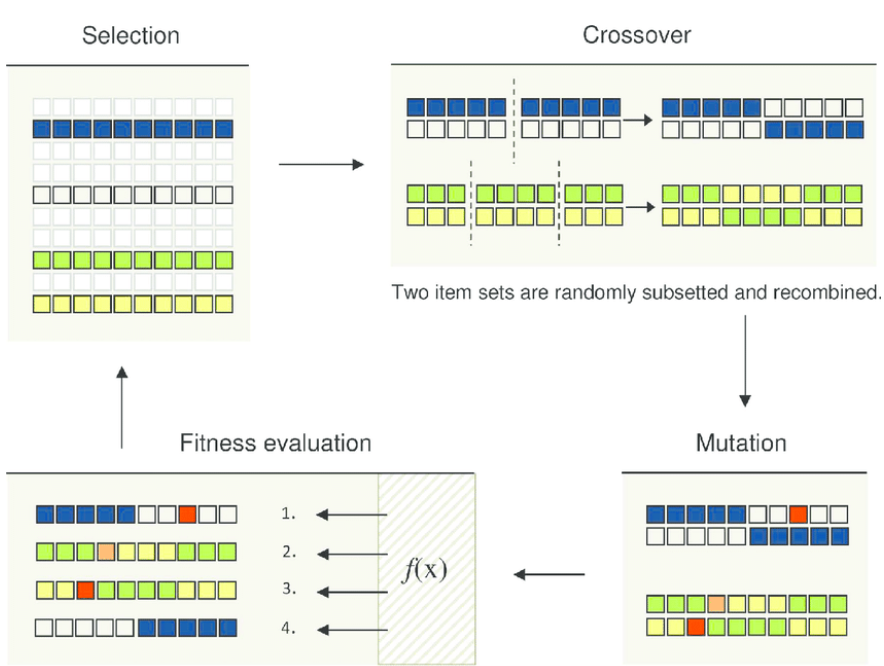 Selection
Crossover
Two item sets are randomly subsetted and recombined.
Fitness evaluation
Mutation
1.
2.
3.
4.
f(x)